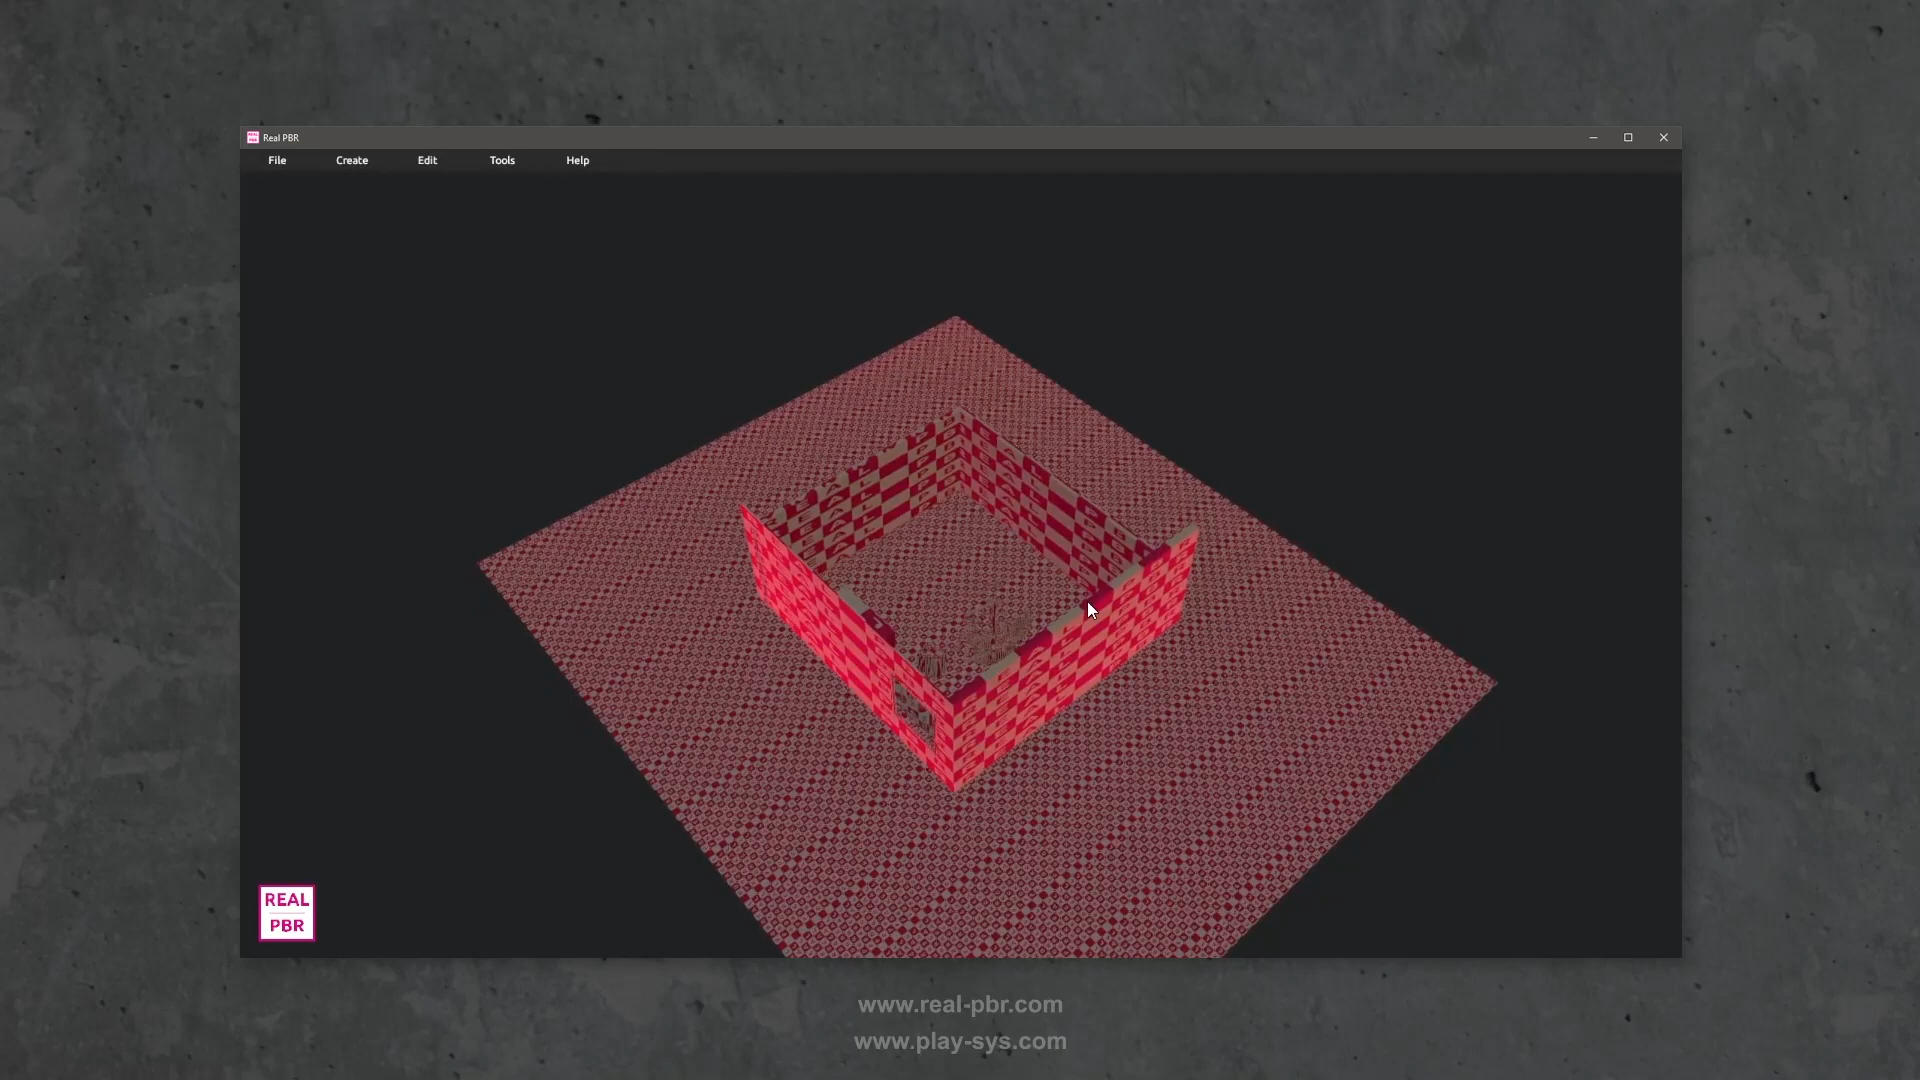 Real PBR
File Create Edit Tools Help
REAL
PBR
www.real-pbr.com
www.play-sys.com